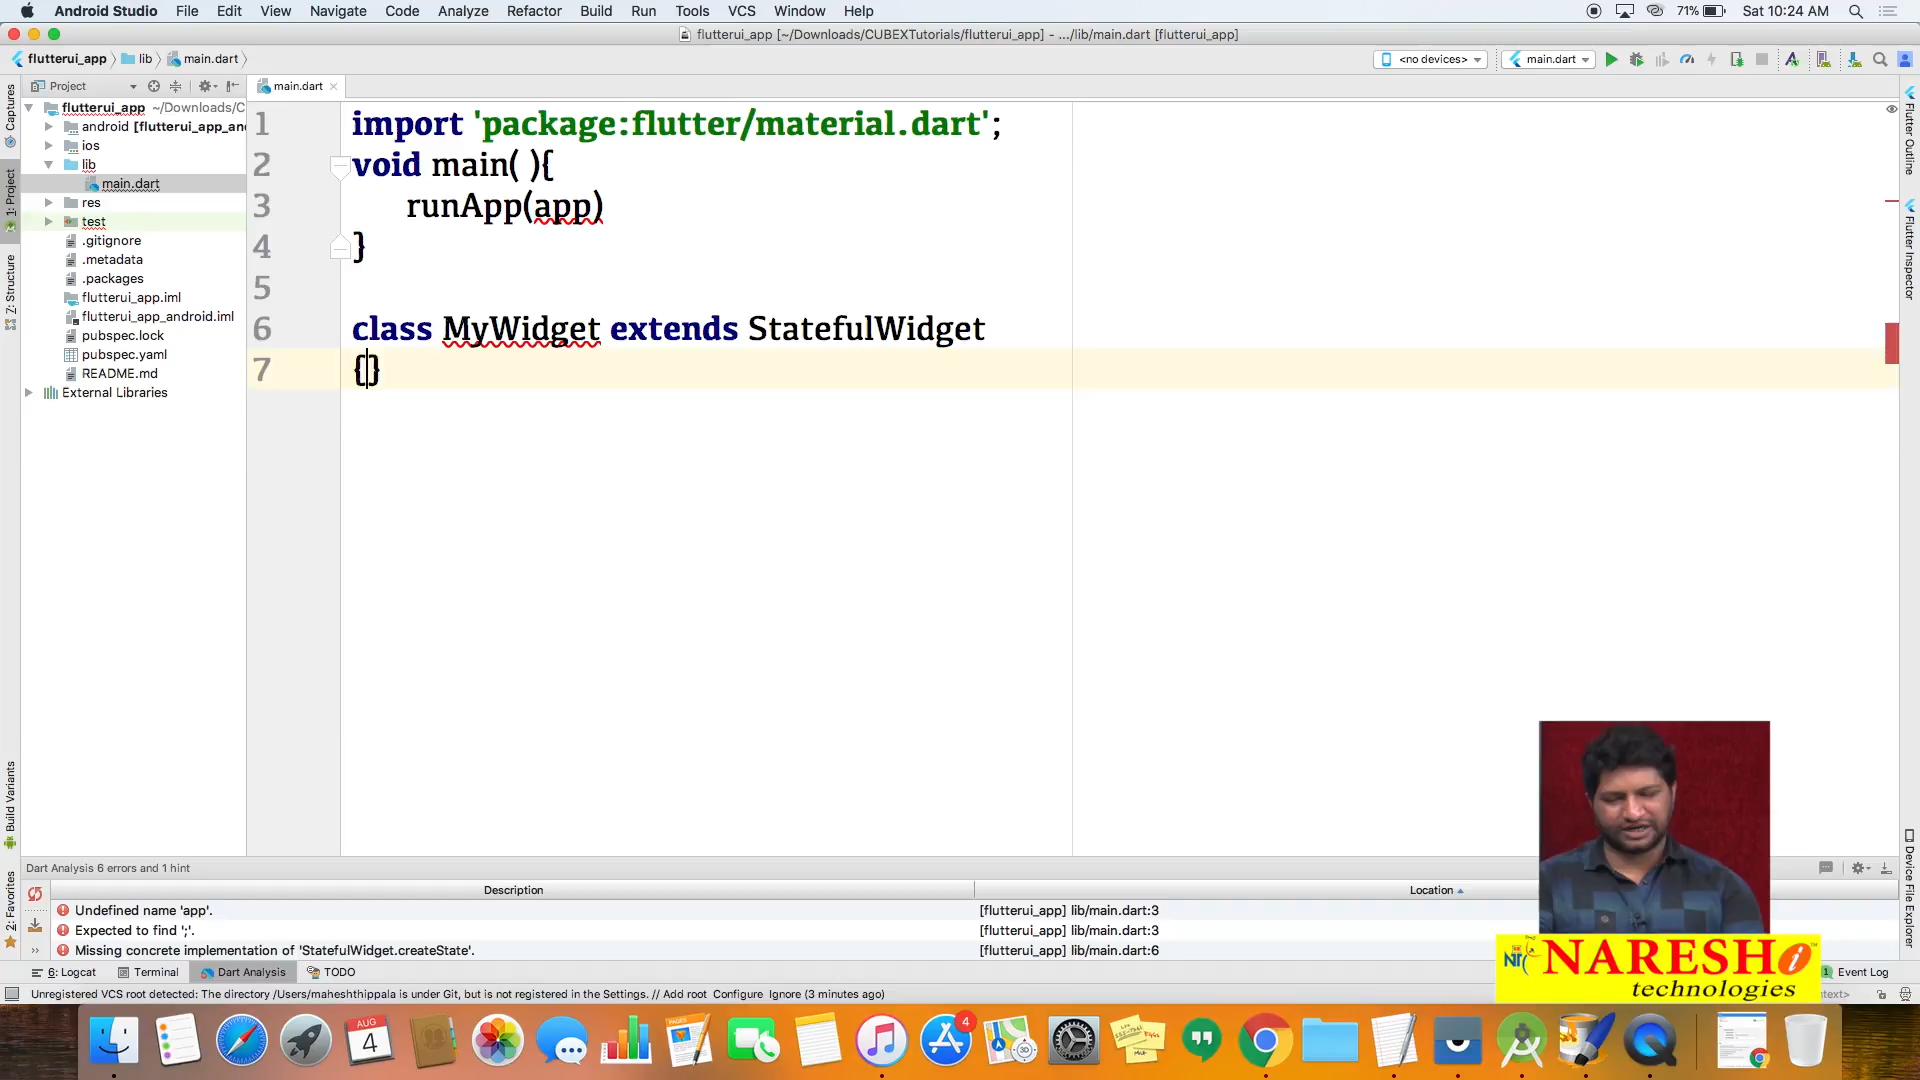 Android Studio File Edit View Navigate Code Analyze Refactor Build Run Tools VCS Window Help 71% Sat 10:24 AM
flutterui_app [~/Downloads/CUBEXTutorials/flutterui_app] - .../lib/main.dart [flutterui_app]
flutterui_app lib main.dart <no devices> main.dart
Project main.dart
Captures
1: Project
Z: Structure
Build Variants
2: Favorites
flutterui_app ~/Downloads/C
android [flutterui_app_an
ios
lib
main.dart
res
test
.gitignore
.metadata
.packages
flutterui_app.iml
flutterui_app_android.iml
pubspec.lock
pubspec.yaml
README.md
External Libraries
1 import 'package:flutter/material.dart';
2 void main( ){
3 runApp(app)
4 }
5
6 class MyWidget extends StatefulWidget
7 {}
Flutter Outline
Flutter Inspector
Device File Explorer
Dart Analysis 6 errors and 1 hint
Description Location
Undefined name 'app'. [flutterui_app] lib/main.dart:3
Expected to find ';'. [flutterui_app] lib/main.dart:3
Missing concrete implementation of 'StatefulWidget.createState'. [flutterui_app] lib/main.dart:6
6: Logcat Terminal Dart Analysis TODO 1 Event Log
Unregistered VCS root detected: The directory /Users/maheshthippala is under Git, but is not registered in the Settings. // Add root Configure Ignore (3 minutes ago) text>
NARESH i
technologies
AUG
4
4